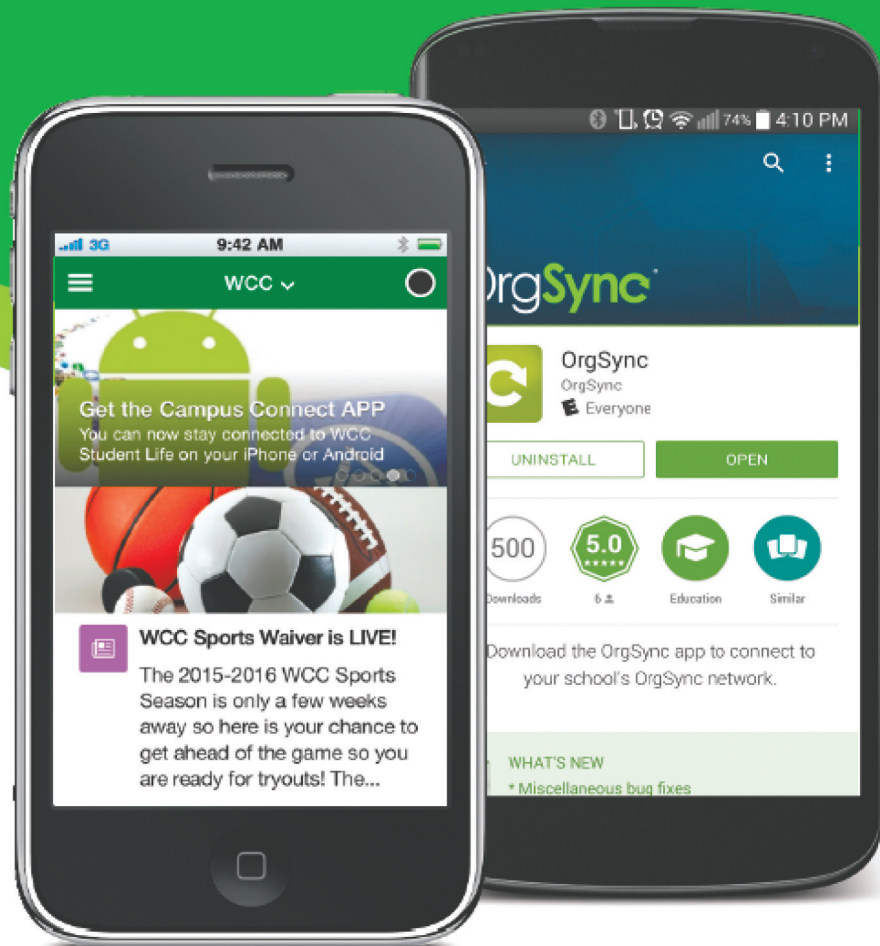 3G 9:42 AM
WCC
Get the Campus Connect APP
You can now stay connected to WCC
Student Life on your iPhone or Android
WCC Sports Waiver is LIVE!
The 2015-2016 WCC Sports
Season is only a few weeks
away so here is your chance to
get ahead of the game so you
are ready for tryouts! The...
74% 4:10 PM
OrgSync
OrgSync
OrgSync
E Everyone
UNINSTALL OPEN
500 5.0
Downloads 6 Education Similar
Download the OrgSync app to connect to
your school's OrgSync network.
WHAT'S NEW
* Miscellaneous bug fixes